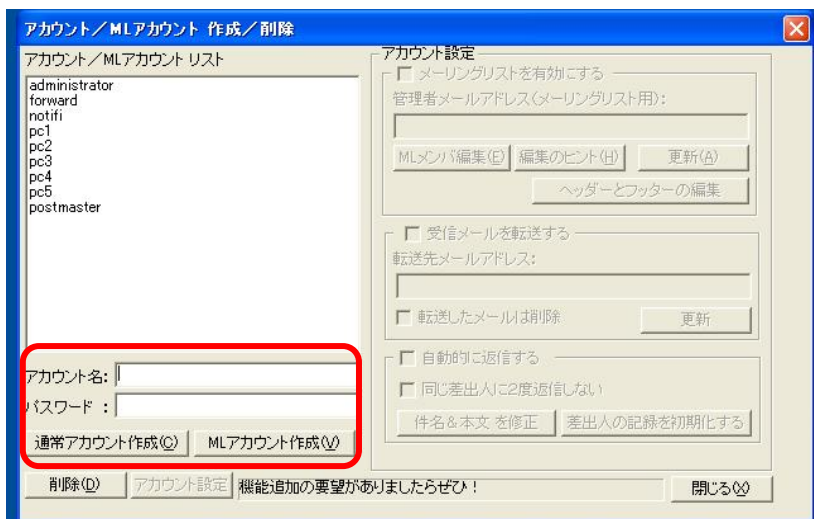 アカウント／MLアカウント 作成／削除
アカウント／MLアカウント リスト
administrator
forward
notifi
pc1
pc2
pc3
pc4
pc5
postmaster
アカウント名:
パスワード :
通常アカウント作成(C)
MLアカウント作成(V)
削除(D)
アカウント設定
機能追加の要望がありましたらぜひ！
アカウント設定
メーリングリストを有効にする
管理者メールアドレス(メーリングリスト用):
MLメンバ編集(E)
編集のヒント(H)
更新(A)
ヘッダーとフッターの編集
受信メールを転送する
転送先メールアドレス:
転送したメールは削除
更新
自動的に返信する
同じ差出人に2度返信しない
件名＆本文 を修正
差出人の記録を初期化する
閉じる(X)